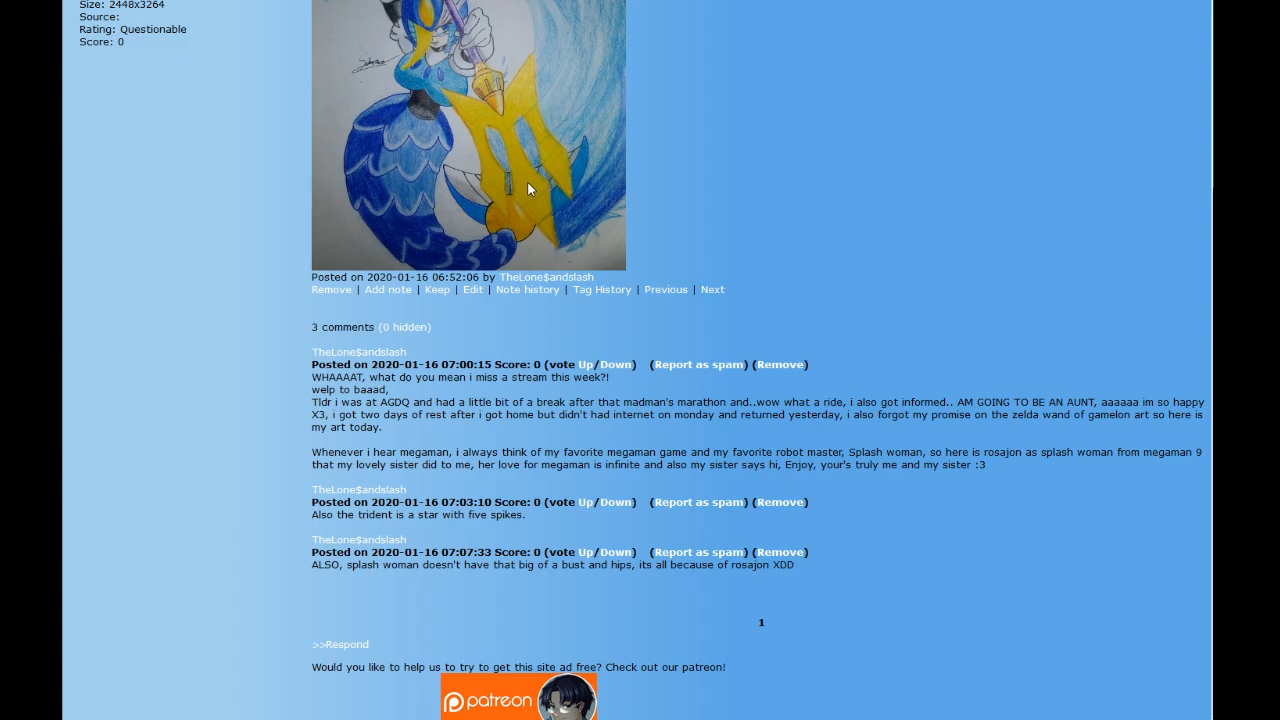 Size: 2448x3264
Source:
Rating: Questionable
Score: 0
Posted on 2020-01-16 06:52:06 by TheLone$andslash
Remove | Add note | Keep | Edit | Note history | Tag History | Previous | Next
3 comments (0 hidden)
TheLone$andslash
Posted on 2020-01-16 07:00:15 Score: 0 (vote Up/Down) (Report as spam) (Remove)
WHAAAAT, what do you mean i miss a stream this week?!
welp to baaad,
Tldr i was at AGDQ and had a little bit of a break after that madman's marathon and..wow what a ride, i also got informed.. AM GOING TO BE AN AUNT, aaaaaa im so happy
X3, i got two days of rest after i got home but didn't had internet on monday and returned yesterday, i also forgot my promise on the zelda wand of gamelon art so here is
my art today.
Whenever i hear megaman, i always think of my favorite megaman game and my favorite robot master, Splash woman, so here is rosajon as splash woman from megaman 9
that my lovely sister did to me, her love for megaman is infinite and also my sister says hi, Enjoy, your's truly me and my sister :3
TheLone$andslash
Posted on 2020-01-16 07:03:10 Score: 0 (vote Up/Down) (Report as spam) (Remove)
Also the trident is a star with five spikes.
TheLone$andslash
Posted on 2020-01-16 07:07:33 Score: 0 (vote Up/Down) (Report as spam) (Remove)
ALSO, splash woman doesn't have that big of a bust and hips, its all because of rosajon XDD
1
>>Respond
Would you like to help us to try to get this site ad free? Check out our patreon!
patreon